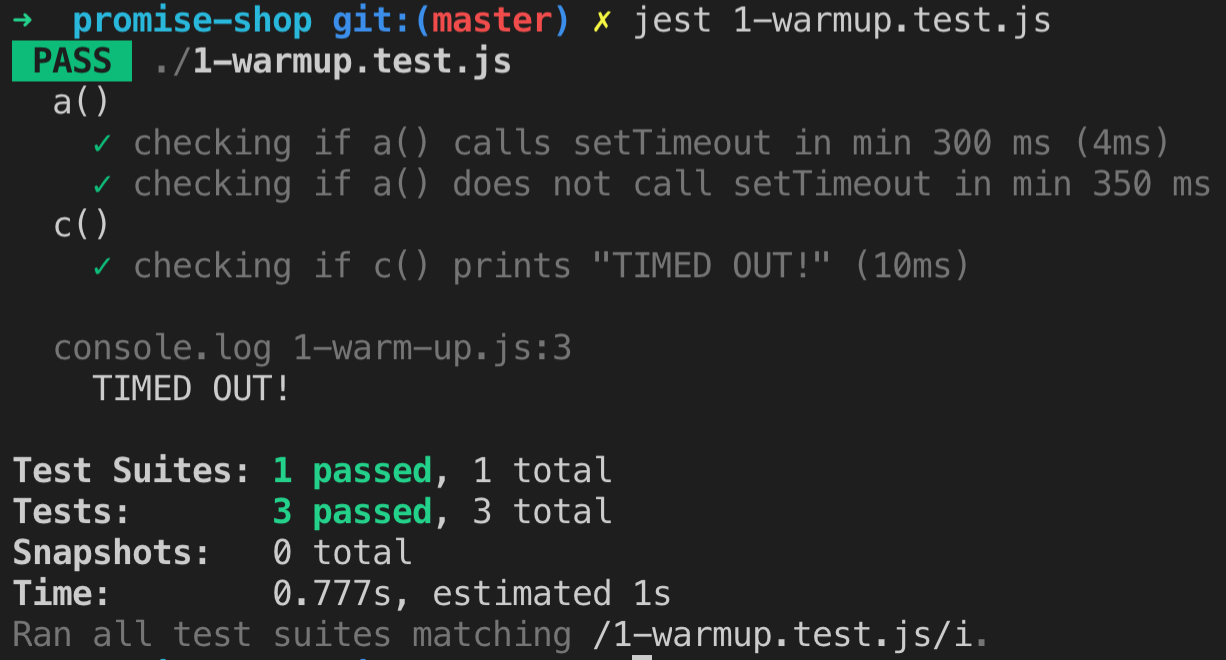 ➜  promise-shop git:(master) ✗ jest 1-warmup.test.js
PASS ./1-warmup.test.js
a()
✓ checking if a() calls setTimeout in min 300 ms (4ms)
✓ checking if a() does not call setTimeout in min 350 ms
c()
✓ checking if c() prints "TIMED OUT!" (10ms)
console.log 1-warm-up.js:3
TIMED OUT!
Test Suites: 1 passed, 1 total
Tests: 3 passed, 3 total
Snapshots: 0 total
Time: 0.777s, estimated 1s
Ran all test suites matching /1-warmup.test.js/i.